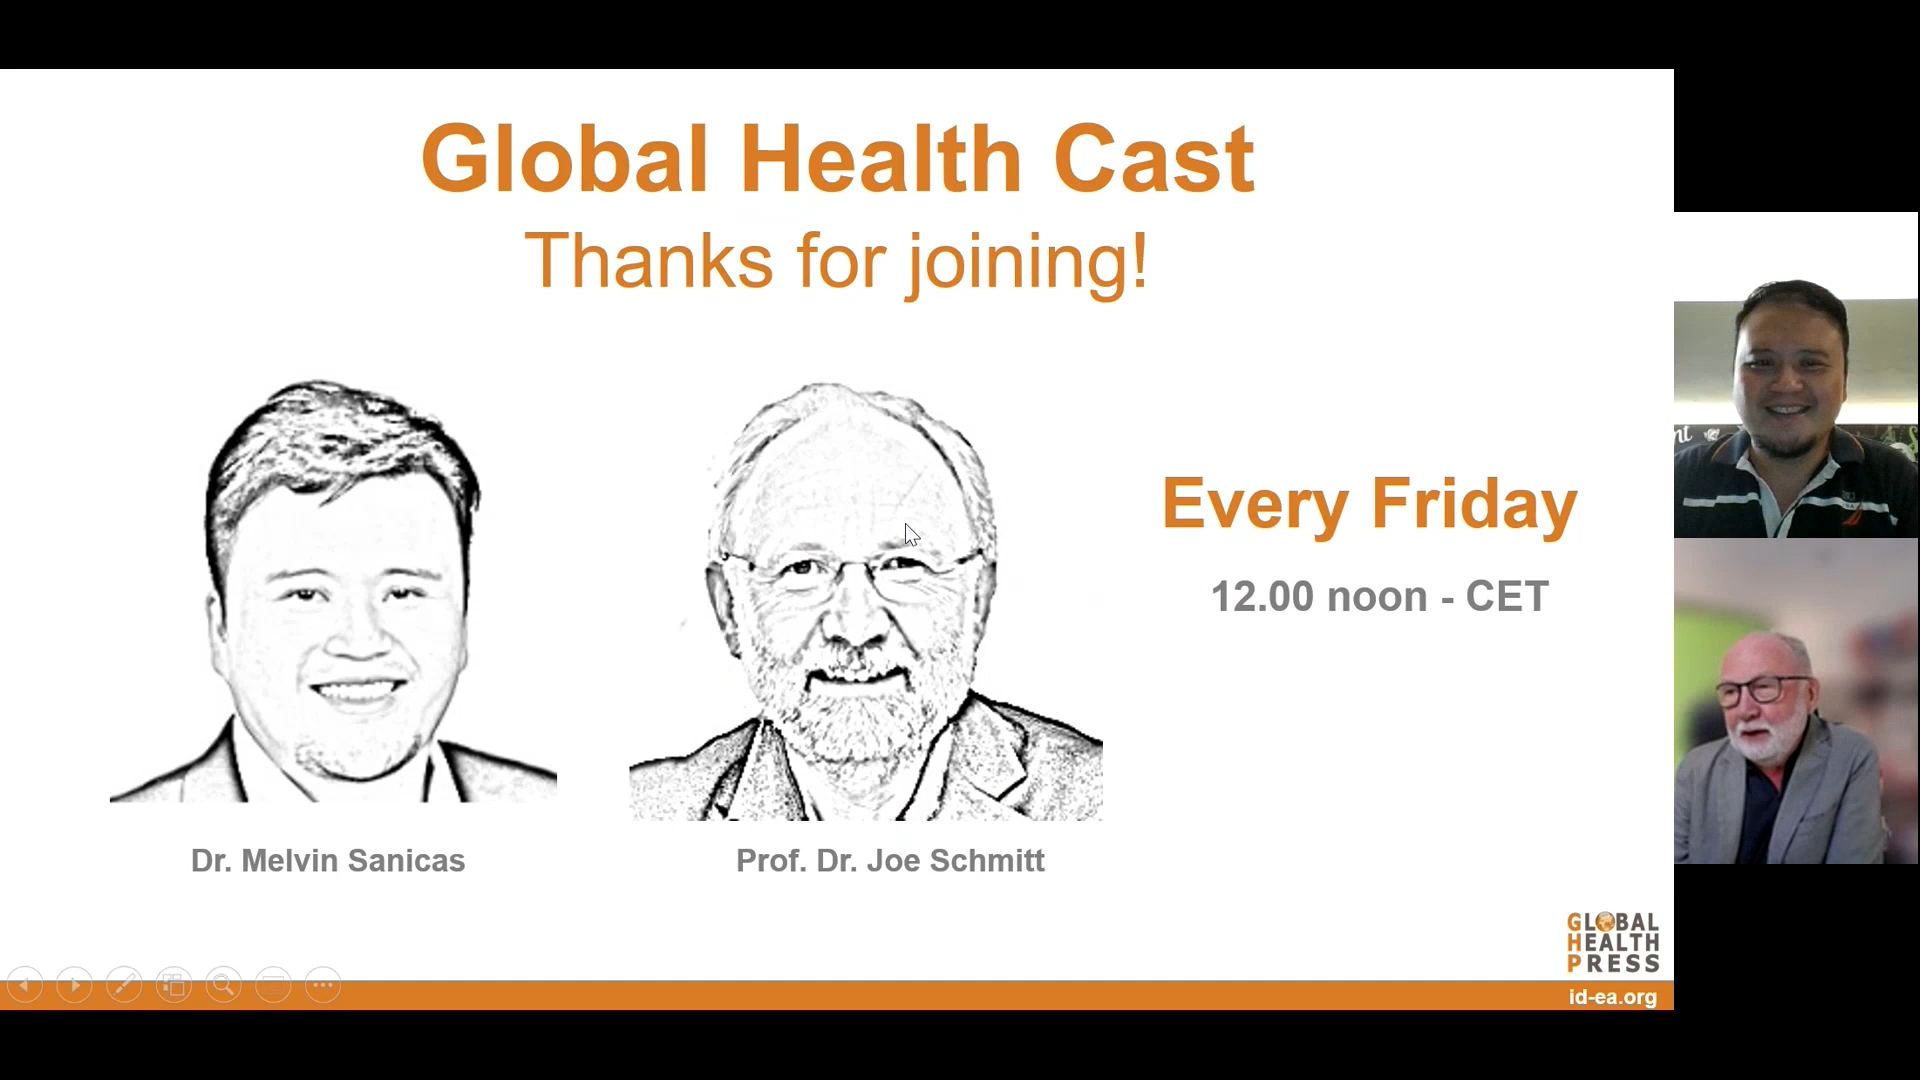 Global Health Cast
Thanks for joining!
Every Friday
12.00 noon - CET
Dr. Melvin Sanicas
Prof. Dr. Joe Schmitt
GLOBAL
HEALTH
PRESS
id-ea.org